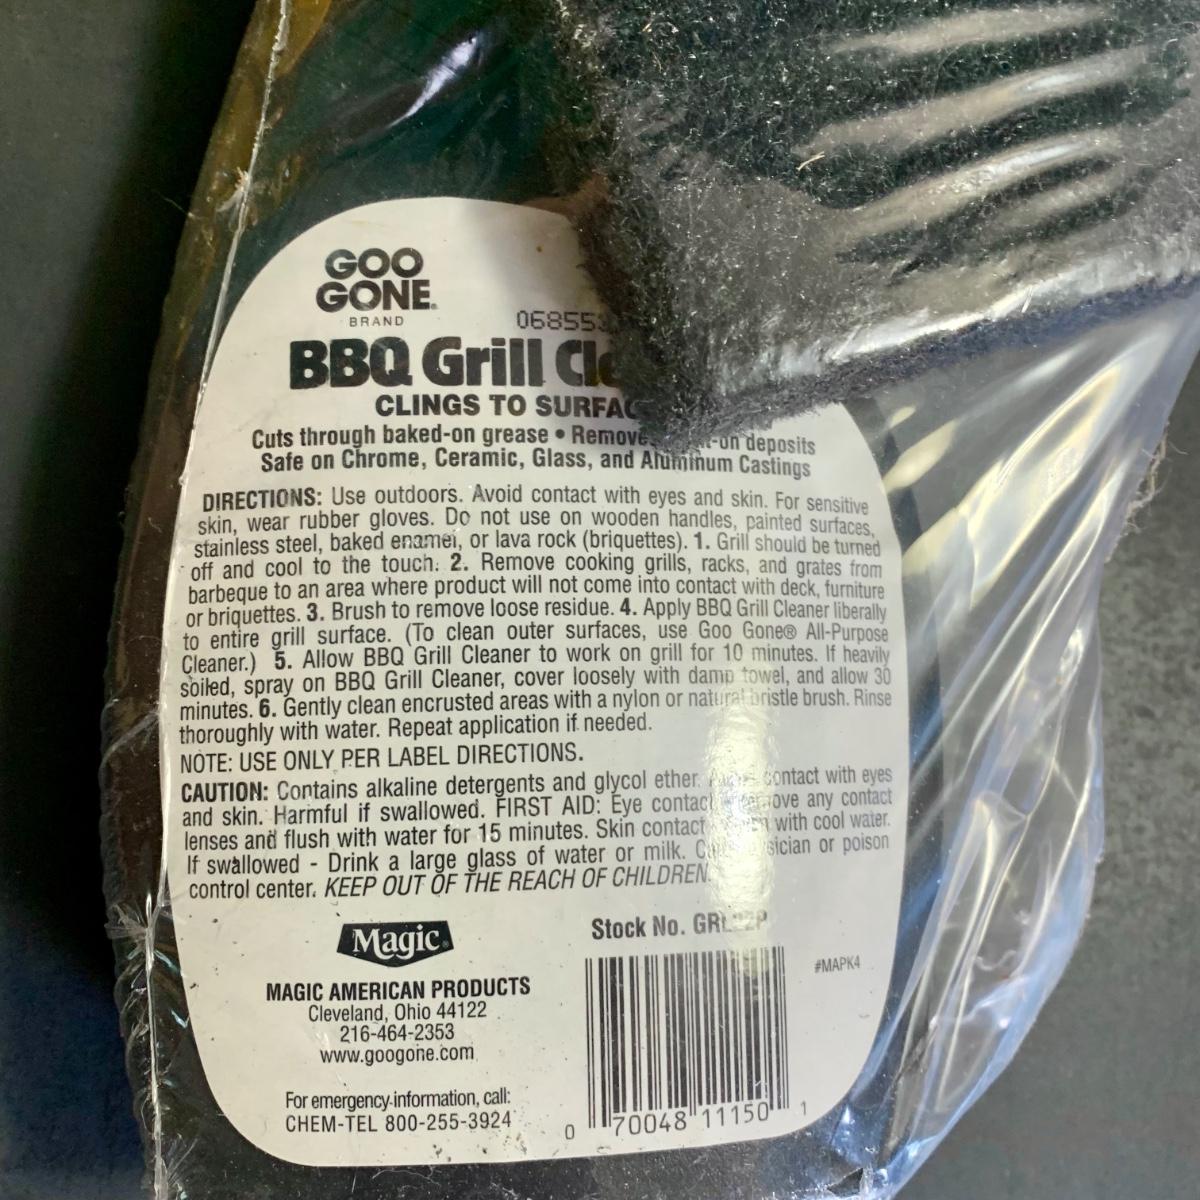 GOO
GONE®
BRAND
06855
BBQ Grill Cl
CLINGS TO SURFAC
Cuts through baked-on grease • Remove -on deposits
Safe on Chrome, Ceramic, Glass, and Aluminum Castings
DIRECTIONS: Use outdoors. Avoid contact with eyes and skin. For sensitive
skin, wear rubber gloves. Do not use on wooden handles, painted surfaces,
stainless steel, baked enamel, or lava rock (briquettes). 1. Grill should be turned
off and cool to the touch. 2. Remove cooking grills, racks, and grates from
barbeque to an area where product will not come into contact with deck, furniture
or briquettes. 3. Brush to remove loose residue. 4. Apply BBQ Grill Cleaner liberally
to entire grill surface. (To clean outer surfaces, use Goo Gone® All-Purpose
Cleaner.) 5. Allow BBQ Grill Cleaner to work on grill for 10 minutes. If heavily
soiled, spray on BBQ Grill Cleaner, cover loosely with damp towel, and allow 30
minutes. 6. Gently clean encrusted areas with a nylon or natural bristle brush. Rinse
thoroughly with water. Repeat application if needed.
NOTE: USE ONLY PER LABEL DIRECTIONS.
CAUTION: Contains alkaline detergents and glycol ether. contact with eyes
and skin. Harmful if swallowed. FIRST AID: Eye contact any contact
lenses and flush with water for 15 minutes. Skin contact with cool water.
If swallowed - Drink a large glass of water or milk. or poison
control center. KEEP OUT OF THE REACH OF CHILDREN.
Magic®
Stock No.
#MAPK4
MAGIC AMERICAN PRODUCTS
Cleveland, Ohio 44122
216-464-2353
www.googone.com
For emergency information, call:
CHEM-TEL 800-255-3924
0 70048 11150 1